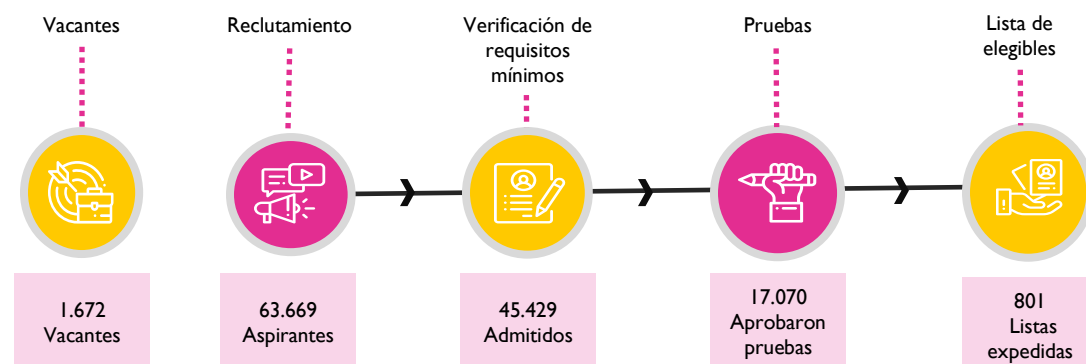 Vacantes
Reclutamiento
Verificación de
requisitos
mínimos
Pruebas
Lista de
elegibles
1.672
Vacantes
63.669
Aspirantes
45.429
Admitidos
17.070
Aprobaron
pruebas
801
Listas
expedidas